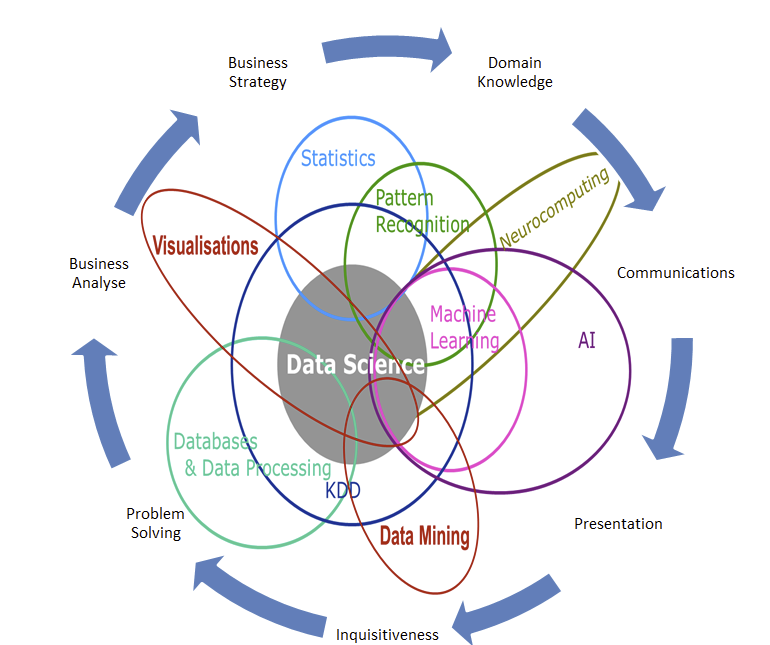 Business
Strategy
Domain
Knowledge
Statistics
Pattern
Recognition
Neurocomputing
Visualisations
Business
Analyse
Communications
Machine
Learning
AI
Data Science
Databases
& Data Processing
KDD
Data Mining
Problem
Solving
Presentation
Inquisitiveness